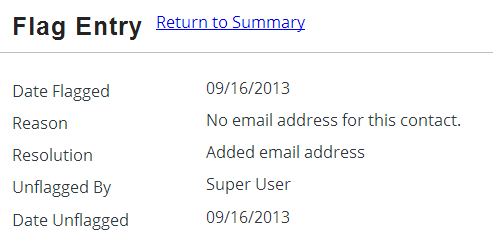 Flag Entry Return to Summary
Date Flagged 09/16/2013
Reason No email address for this contact.
Resolution Added email address
Unflagged By Super User
Date Unflagged 09/16/2013